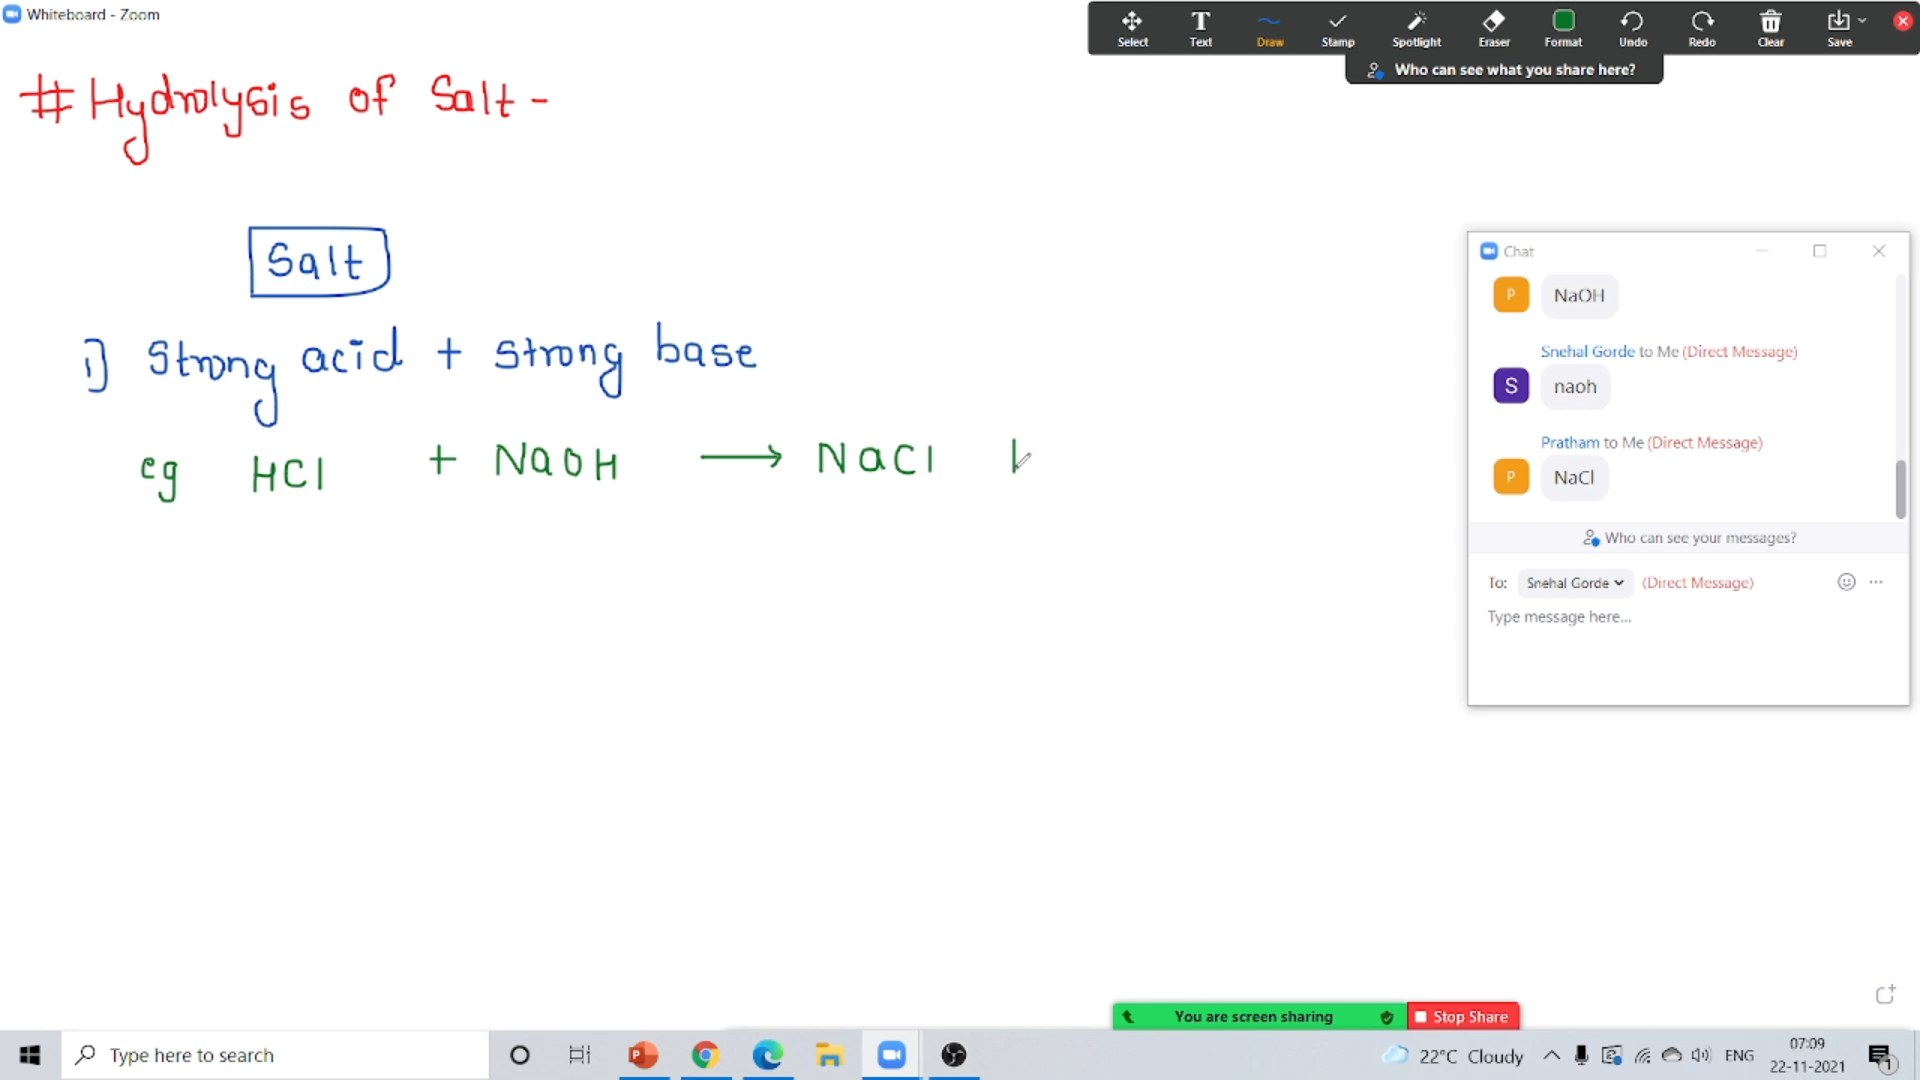 Whiteboard - Zoom
Select Text Draw Stamp Spotlight Eraser Format Undo Redo Clear Save
Who can see what you share here?
# Hydrolysis of Salt -
Salt
1) Strong acid + strong base
eg HCl + NaOH → NaCl
Chat
P NaOH
Snehal Gorde to Me (Direct Message)
S naoh
Pratham to Me (Direct Message)
P NaCl
Who can see your messages?
To: Snehal Gorde (Direct Message)
Type message here...
You are screen sharing Stop Share
Type here to search
22°C Cloudy ENG 07:09
22-11-2021 1